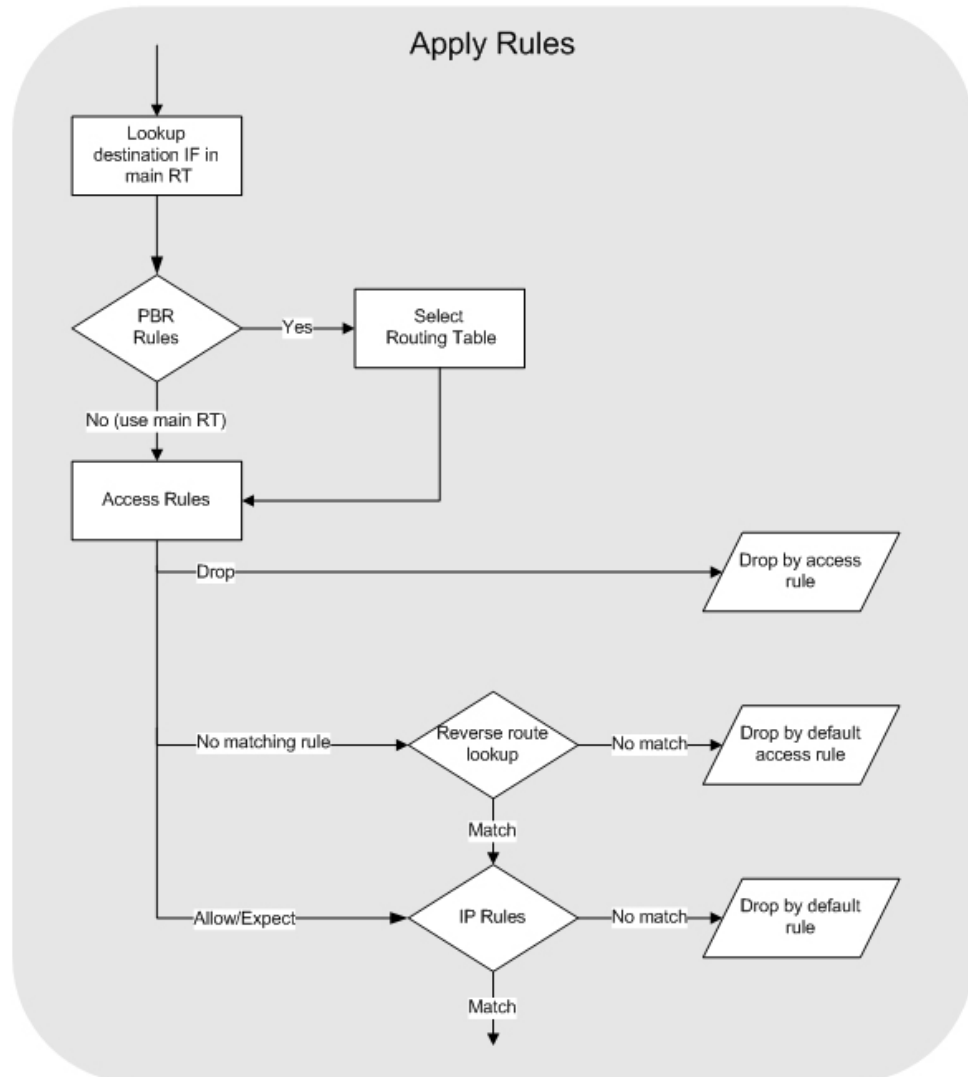 Apply Rules
Lookup
destination IF in
main RT
PBR
Rules
Yes
Select
Routing Table
No (use main RT)
Access Rules
Drop
Drop by access
rule
No matching rule
Reverse route
lookup
No match
Drop by default
access rule
Match
Allow/Expect
IP Rules
No match
Drop by default
rule
Match